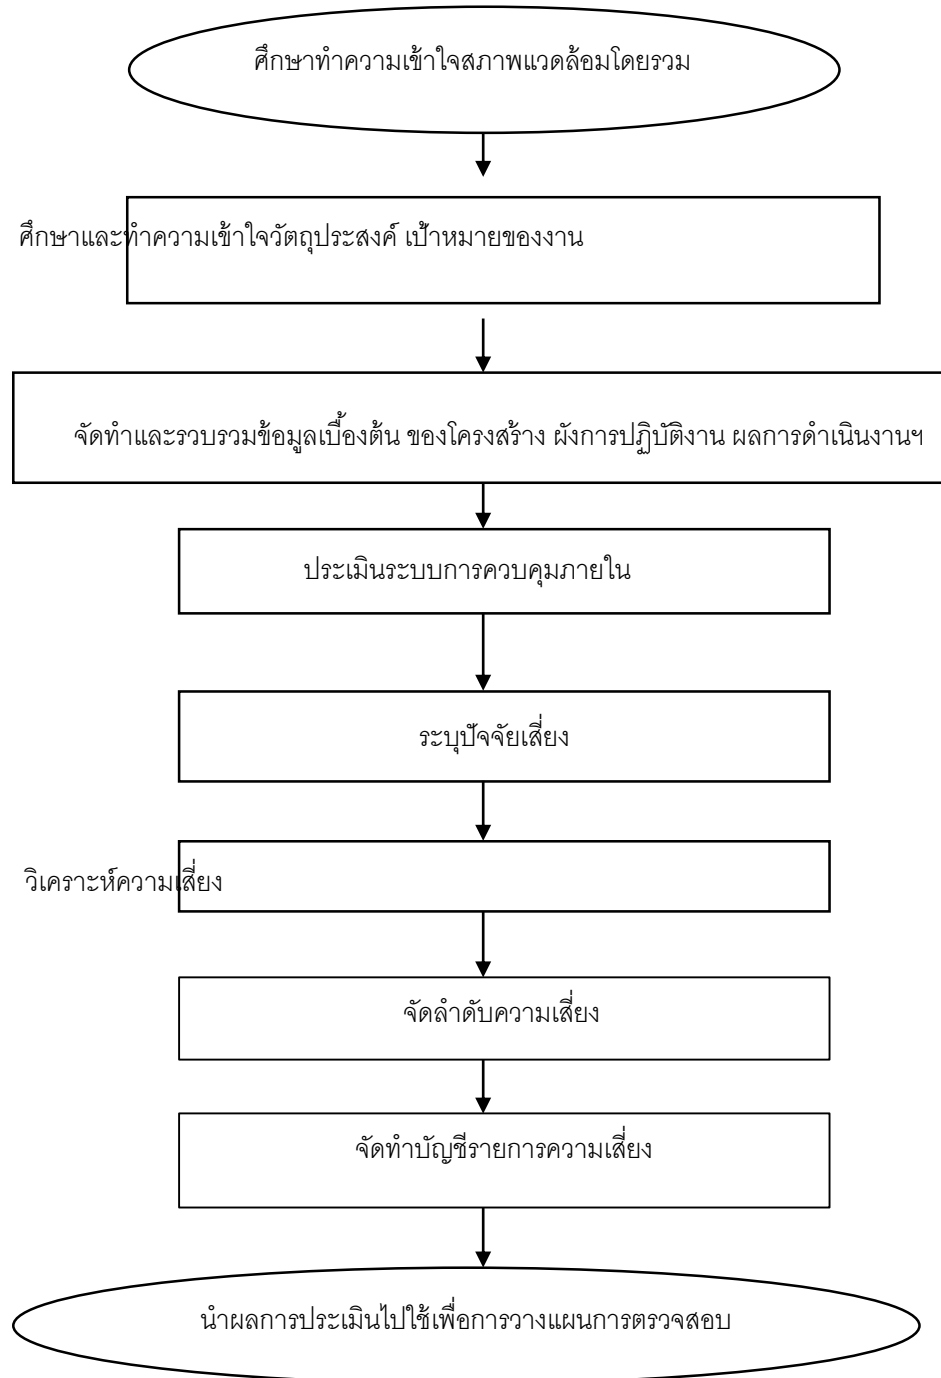 ศึกษาทำความเข้าใจสภาพแวดล้อมโดยรวม
ศึกษาและทำความเข้าใจวัตถุประสงค์ เป้าหมายของงาน
จัดทำและรวบรวมข้อมูลเบื้องต้น ของโครงสร้าง ผังการปฏิบัติงาน ผลการดำเนินงานฯ
ประเมินระบบการควบคุมภายใน
ระบุปัจจัยเสี่ยง
วิเคราะห์ความเสี่ยง
จัดลำดับความเสี่ยง
จัดทำบัญชีรายการความเสี่ยง
นำผลการประเมินไปใช้เพื่อการวางแผนการตรวจสอบ